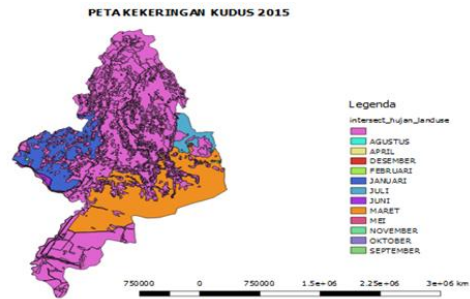 PETA KEKERINGAN KUDUS 2015
Legenda
intersect_hujan_landuse
AGUSTUS
APRIL
DESEMBER
FEBRUARI
JANUARI
JULI
JUNI
MARET
MEI
NOVEMBER
OKTOBER
SEPTEMBER
750000 0 750000 1.5e+06 2.25e+06 3e+06 km